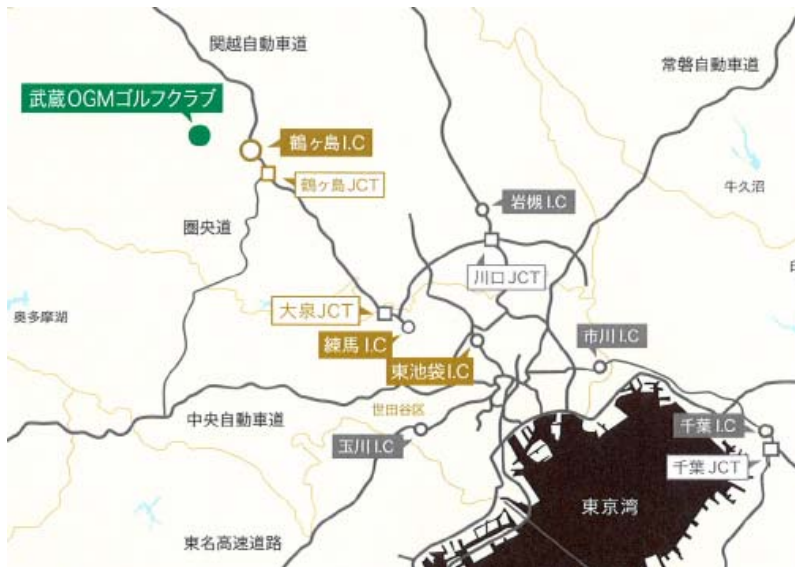 関越自動車道
常磐自動車道
武蔵OGMゴルフクラブ
鶴ヶ島I.C
鶴ヶ島JCT
牛久沼
岩槻I.C
圏央道
川口JCT
奥多摩湖
大泉JCT
練馬I.C
市川I.C
東池袋I.C
世田谷区
中央自動車道
玉川I.C
千葉I.C
千葉JCT
東京湾
東名高速道路